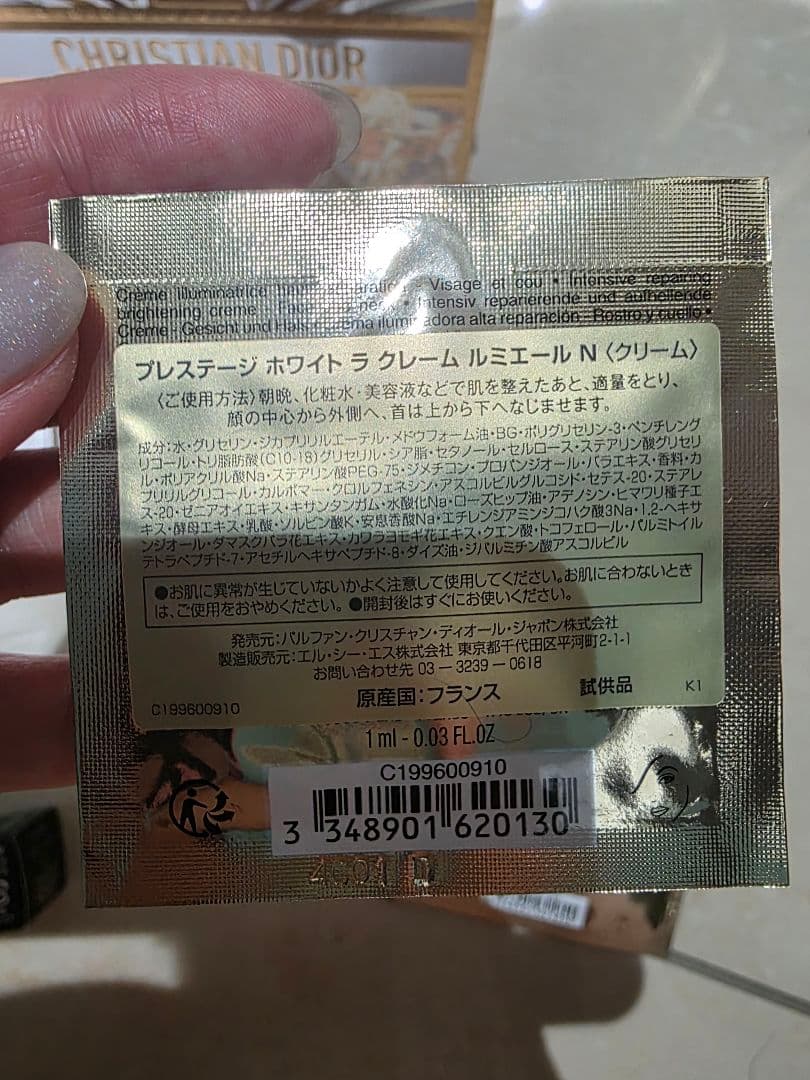 CHRISTIAN DIOR
Crème illuminatrice • Visage et cou • Intensive repairing
brightening creme • Intensiv reparierende und aufhellende
Creme - Gesicht und Hals • iluminadora alta reparación - Rostro y cuello •
プレステージ ホワイト ラ クレーム ルミエール N〈クリーム〉
〈ご使用方法〉朝晩、化粧水・美容液などで肌を整えたあと、適量をとり、
顔の中心から外側へ、首は上から下へなじませます。
成分：水・グリセリン・ジカプリリルエーテル・メドウフォーム油・BG・ポリグリセリン-3・ペンチレング
リコール・トリ脂肪酸(C10-18)グリセリル・シア脂・セタノール・セルロース・ステアリン酸グリセリ
ル・ポリアクリル酸Na・ステアリン酸PEG-75・ジメチコン・プロパンジオール・バラエキス・香料・カ
プリリルグリコール・カルボマー・クロルフェネシン・アスコルビルグルコシド・セテス-20・ステアレ
ス-20・ゼニアオイエキス・キサンタンガム・水酸化Na・ローズヒップ油・アデノシン・ヒマワリ種子エ
キス・酵母エキス・乳酸・ソルビン酸K・安息香酸Na・エチレンジアミンジコハク酸3Na・1,2-ヘキサ
ンジオール・ダマスクバラ花エキス・カワラヨモギ花エキス・クエン酸・トコフェロール・パルミトイル
テトラペプチド-7・アセチルヘキサペプチド-8・ダイズ油・ジパルミチン酸アスコルビル
●お肌に異常が生じていないかよく注意して使用してください。お肌に合わないとき
は、ご使用をおやめください。●開封後はすぐにお使いください。
発売元：パルファン・クリスチャン・ディオール・ジャポン株式会社
製造販売元：エル・シー・エス株式会社 東京都千代田区平河町2-1-1
お問い合わせ先 03－3239－0618
原産国：フランス 試供品 K1
C199600910
1 ml - 0.03 FL.OZ
C199600910
3 348901 620130
4C01 D